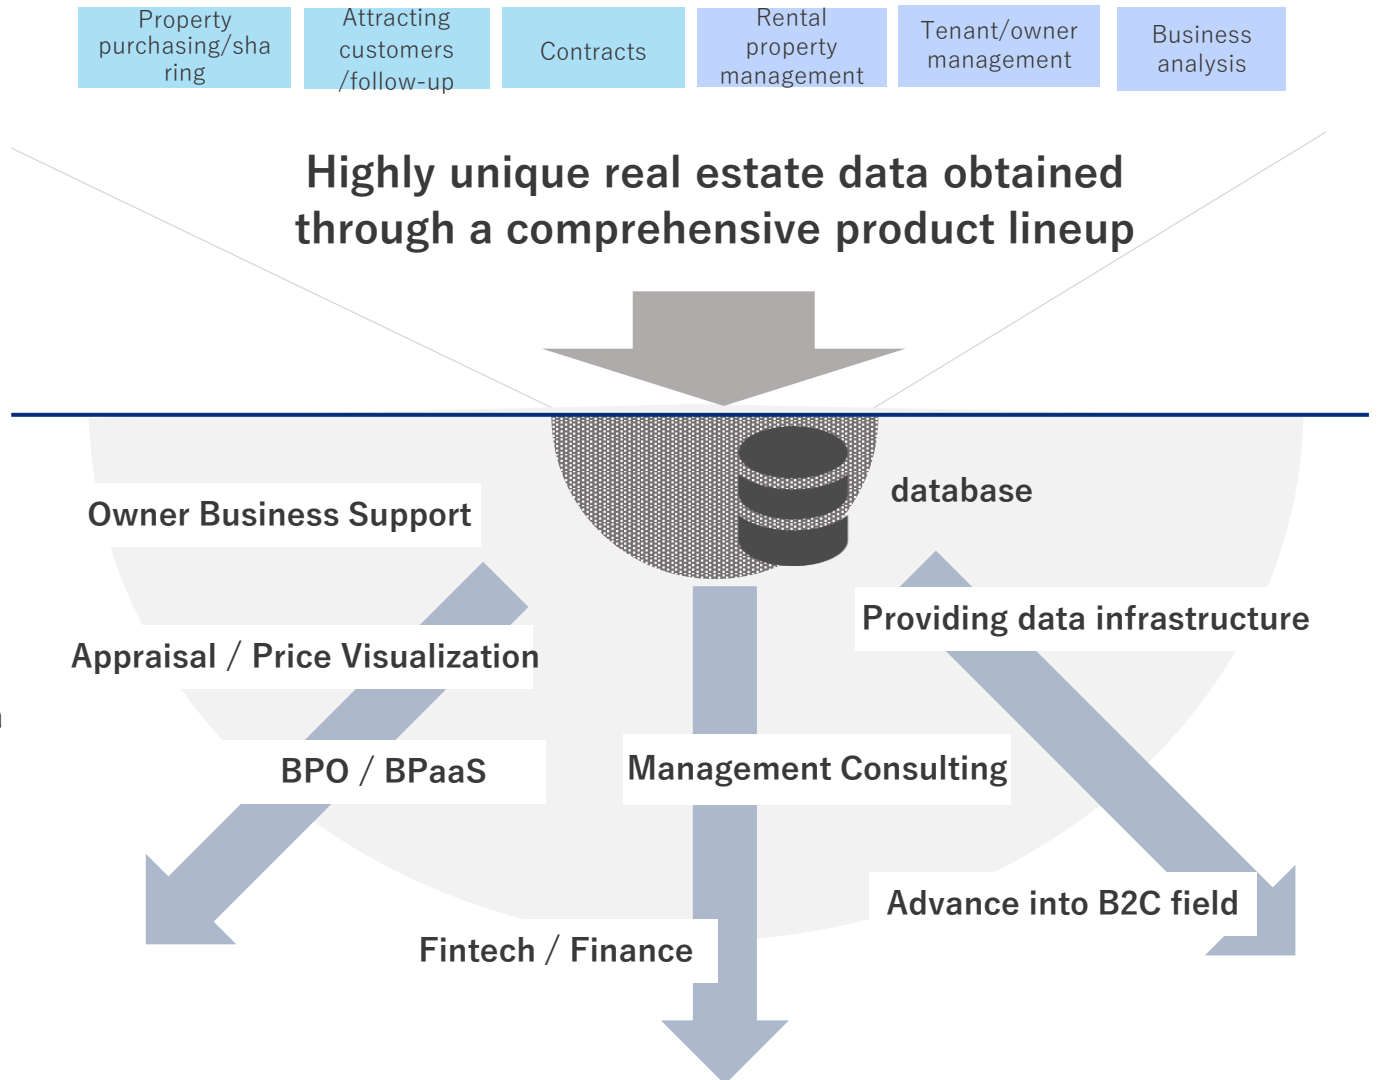 Property
purchasing/sha
ring
Attracting
customers
/follow-up
Contracts
Rental
property
management
Tenant/owner
management
Business
analysis
Highly unique real estate data obtained
through a comprehensive product lineup
database
Owner Business Support
Providing data infrastructure
Appraisal / Price Visualization
BPO / BPaaS
Management Consulting
Advance into B2C field
Fintech / Finance